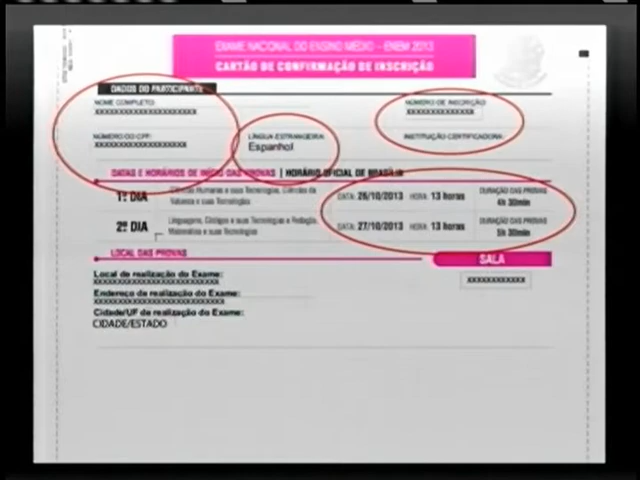 EXAME NACIONAL DO ENSINO MÉDIO – ENEM 2013
CARTÃO DE CONFIRMAÇÃO DE INSCRIÇÃO
DADOS DO PARTICIPANTE
NOME COMPLETO:
XXXXXXXXXXXXXXXXXXXX
NÚMERO DE INSCRIÇÃO:
XXXXXXXXXXXXX
NÚMERO DO CPF:
XXXXXXXXXXXXXXXXXX
LÍNGUA ESTRANGEIRA:
Espanhol
INSTITUIÇÃO CERTIFICADORA:
DATAS E HORÁRIOS DE INÍCIO DAS PROVAS | HORÁRIO OFICIAL DE BRASÍLIA
1º DIA
Ciências Humanas e suas Tecnologias, Ciências da
Natureza e suas Tecnologias
DATA: 26/10/2013 HORA: 13 horas
DURAÇÃO DAS PROVAS
4h 30min
2º DIA
Linguagens, Códigos e suas Tecnologias e Redação,
Matemática e suas Tecnologias
DATA: 27/10/2013 HORA: 13 horas
DURAÇÃO DAS PROVAS
5h 30min
LOCAL DAS PROVAS
SALA
Local de realização do Exame:
XXXXXXXXXXXXXXXXXXXXXXX
XXXXXXXXXXX
Endereço de realização do Exame:
XXXXXXXXXXXXXXXXXXXXXXXX
Cidade/UF de realização do Exame:
CIDADE/ESTADO